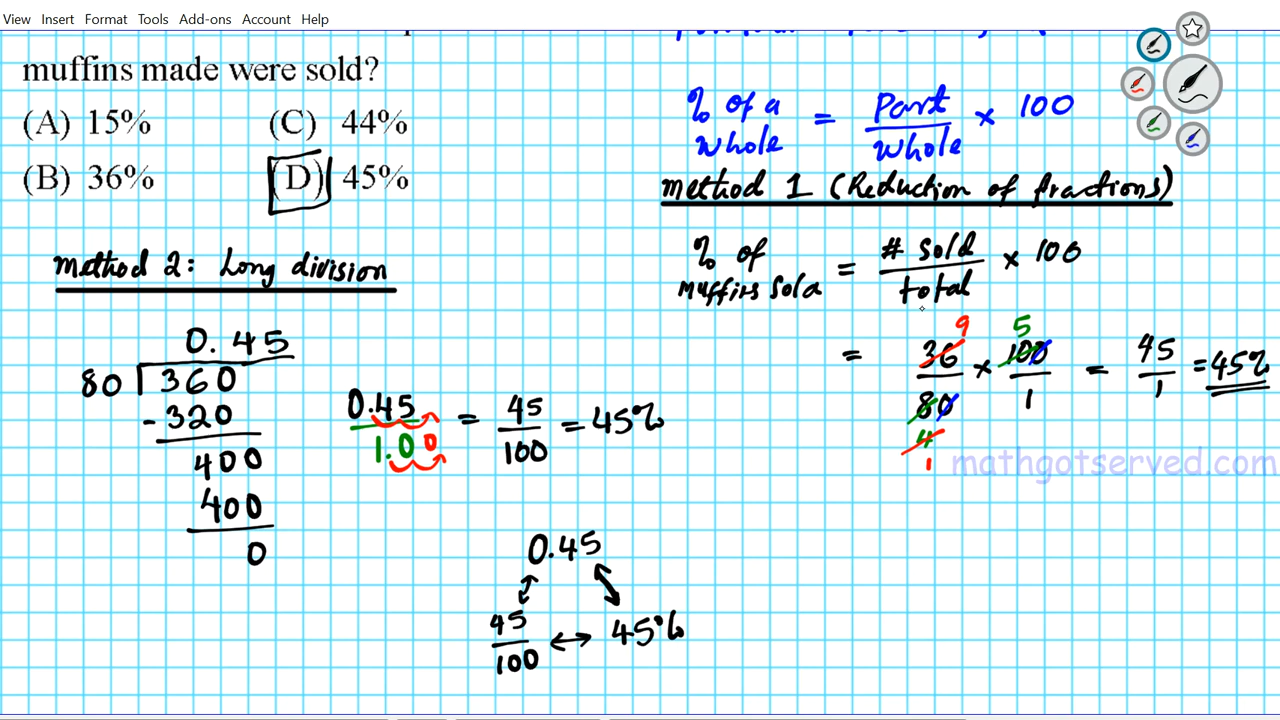 View Insert Format Tools Add-ons Account Help
muffins made were sold?
(A) 15% (C) 44%
(B) 36% (D) 45%
% of a whole = Part / whole × 100
method 1 (Reduction of fractions)
% of muffins sold = # sold / total × 100
= 36 / 80 × 100 / 1 = 45 / 1 = 45%
9 5
4
1
method 2: Long division
0.45
80 360
-320
400
400
0
0.45 / 1.00 = 45 / 100 = 45%
0.45
45 / 100 ↔ 45%
mathgotserved.com